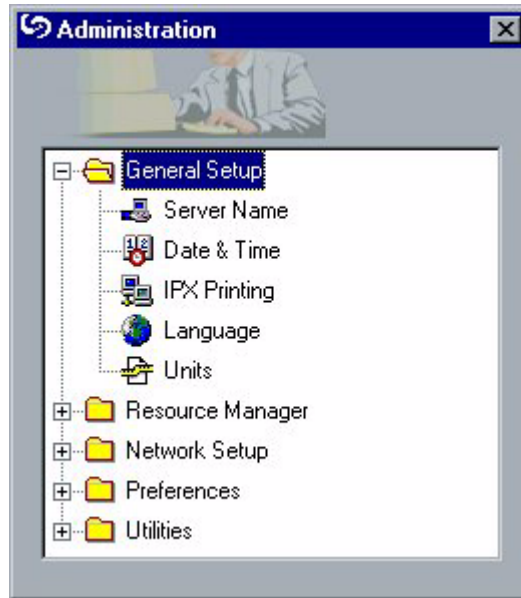 Administration
General Setup
Server Name
Date & Time
IPX Printing
Language
Units
Resource Manager
Network Setup
Preferences
Utilities